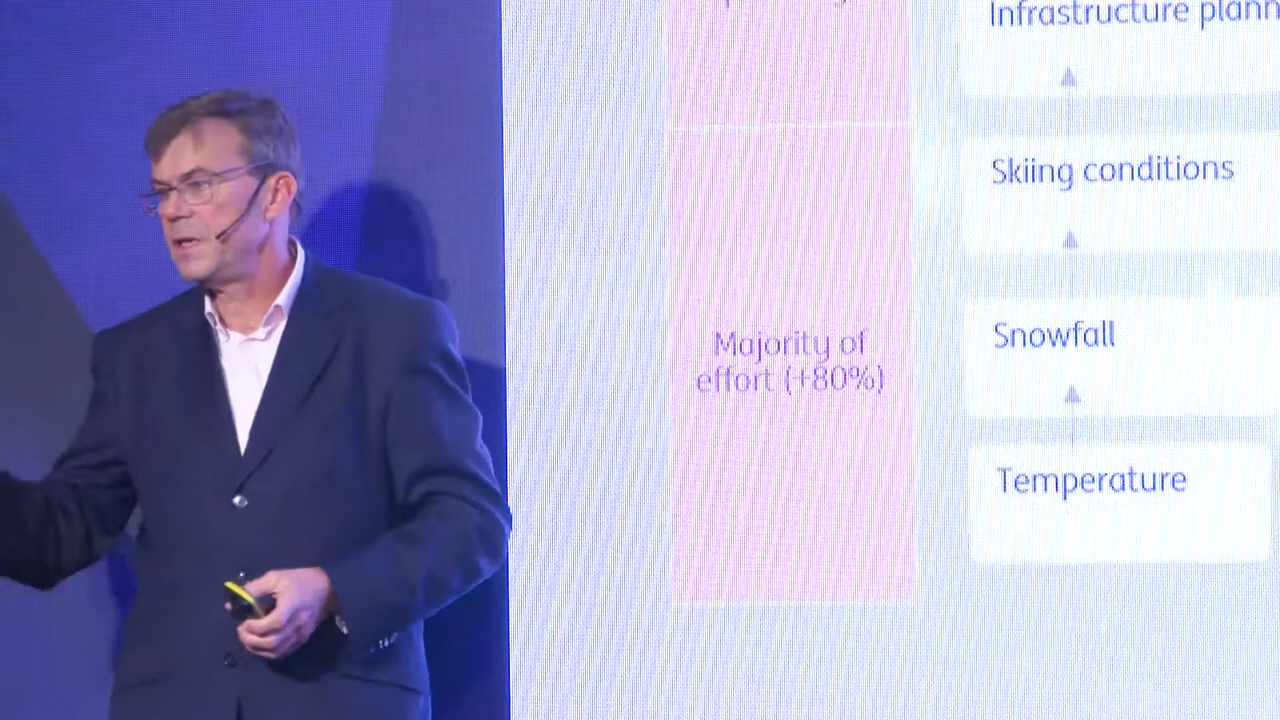 Infrastructure plann
Skiing conditions
Majority of
effort (+80%)
Snowfall
Temperature